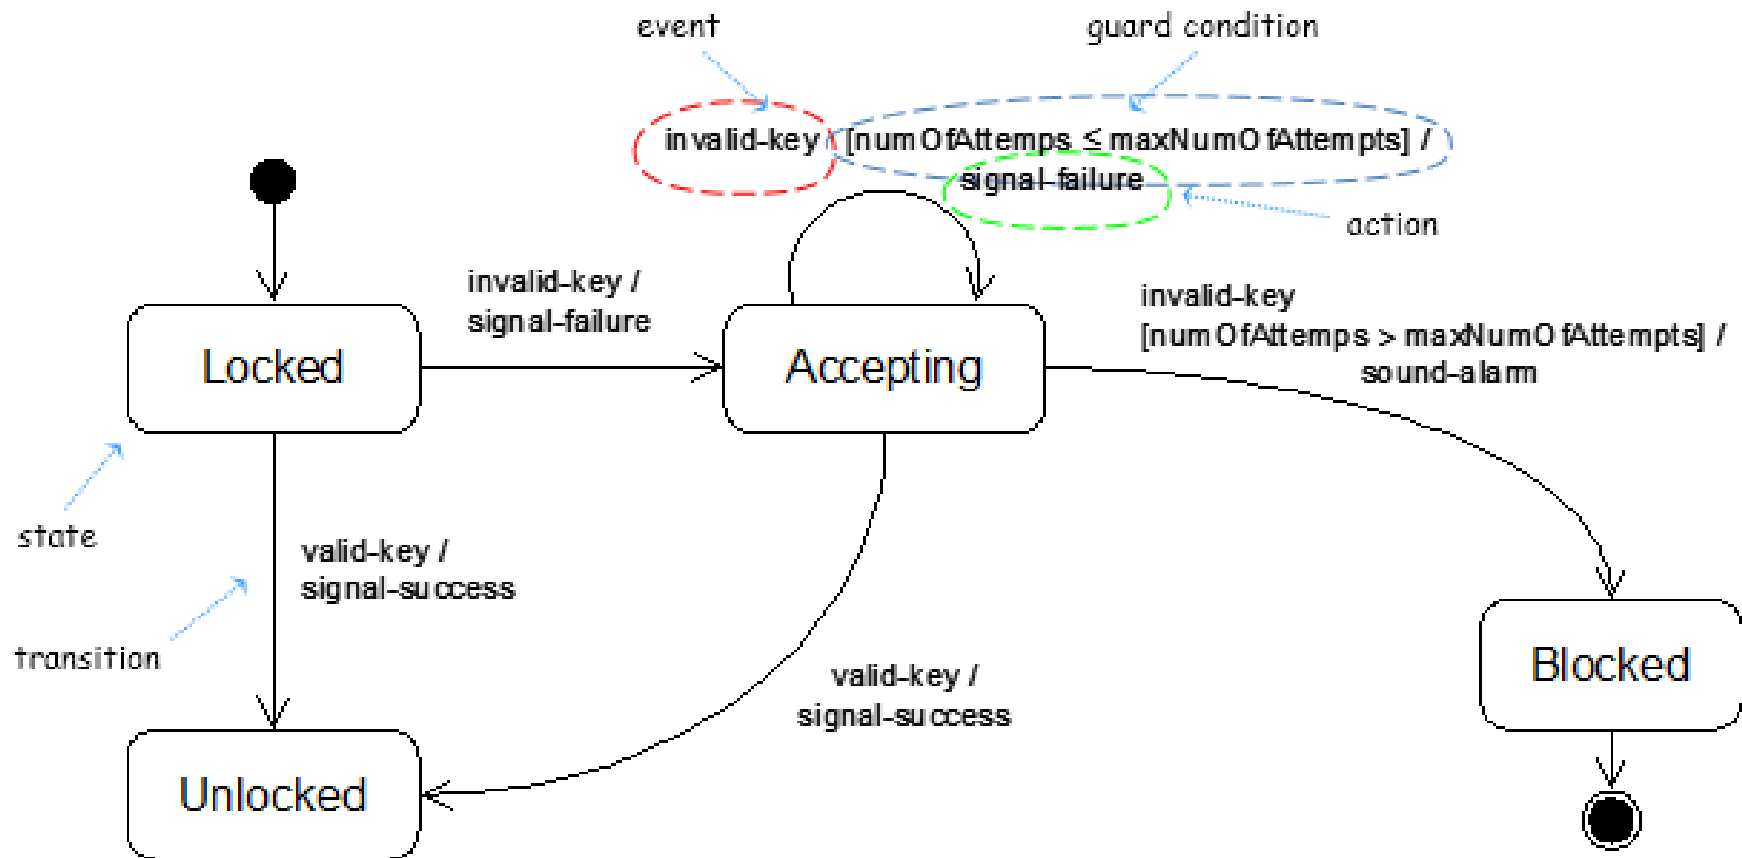 event
guard condition
invalid-key [numOfAttemps ≤ maxNumOfAttempts] /
signal-failure
action
invalid-key /
signal-failure
invalid-key
[numOfAttemps > maxNumOfAttempts] /
sound-alarm
Locked
Accepting
state
valid-key /
signal-success
transition
valid-key /
signal-success
Blocked
Unlocked